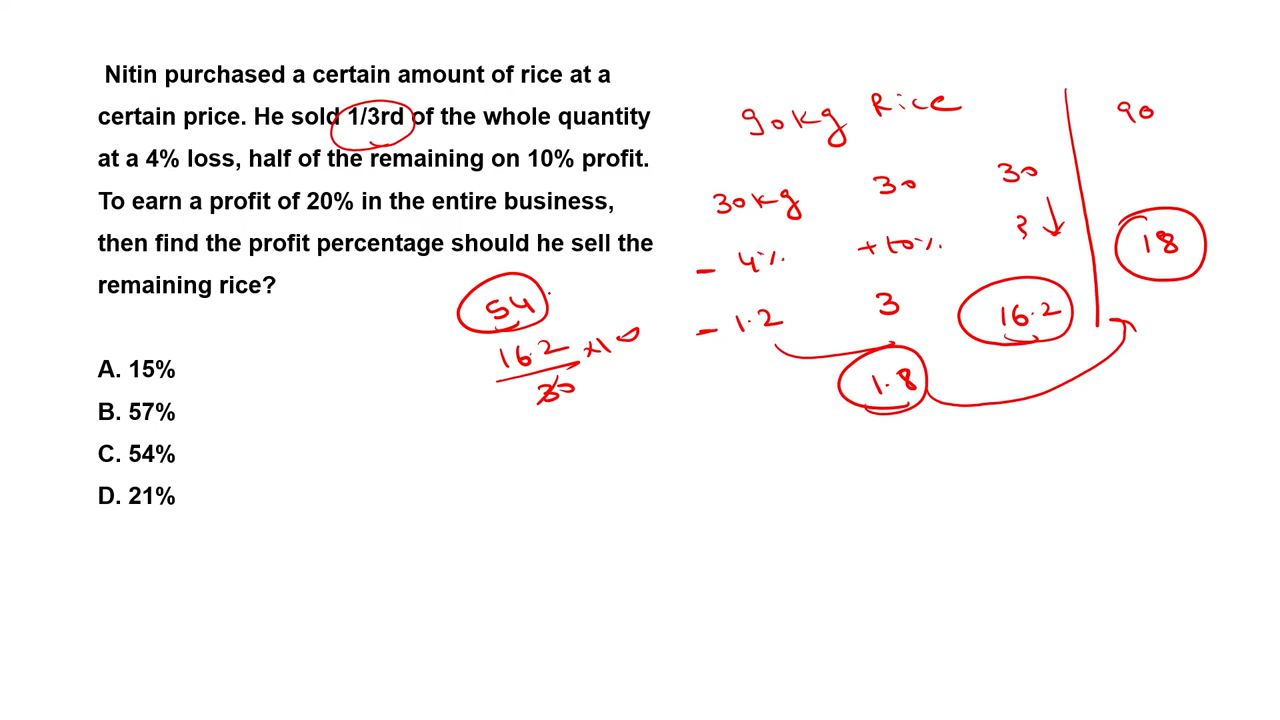 Nitin purchased a certain amount of rice at a
certain price. He sold 1/3rd of the whole quantity
at a 4% loss, half of the remaining on 10% profit.
To earn a profit of 20% in the entire business,
then find the profit percentage should he sell the
remaining rice?
A. 15%
B. 57%
C. 54%
D. 21%
54
16.2 ×10
30
90kg Rice
30kg 30 30
- 4% +10% ?
- 1.2 3 16.2
1.8
90
18